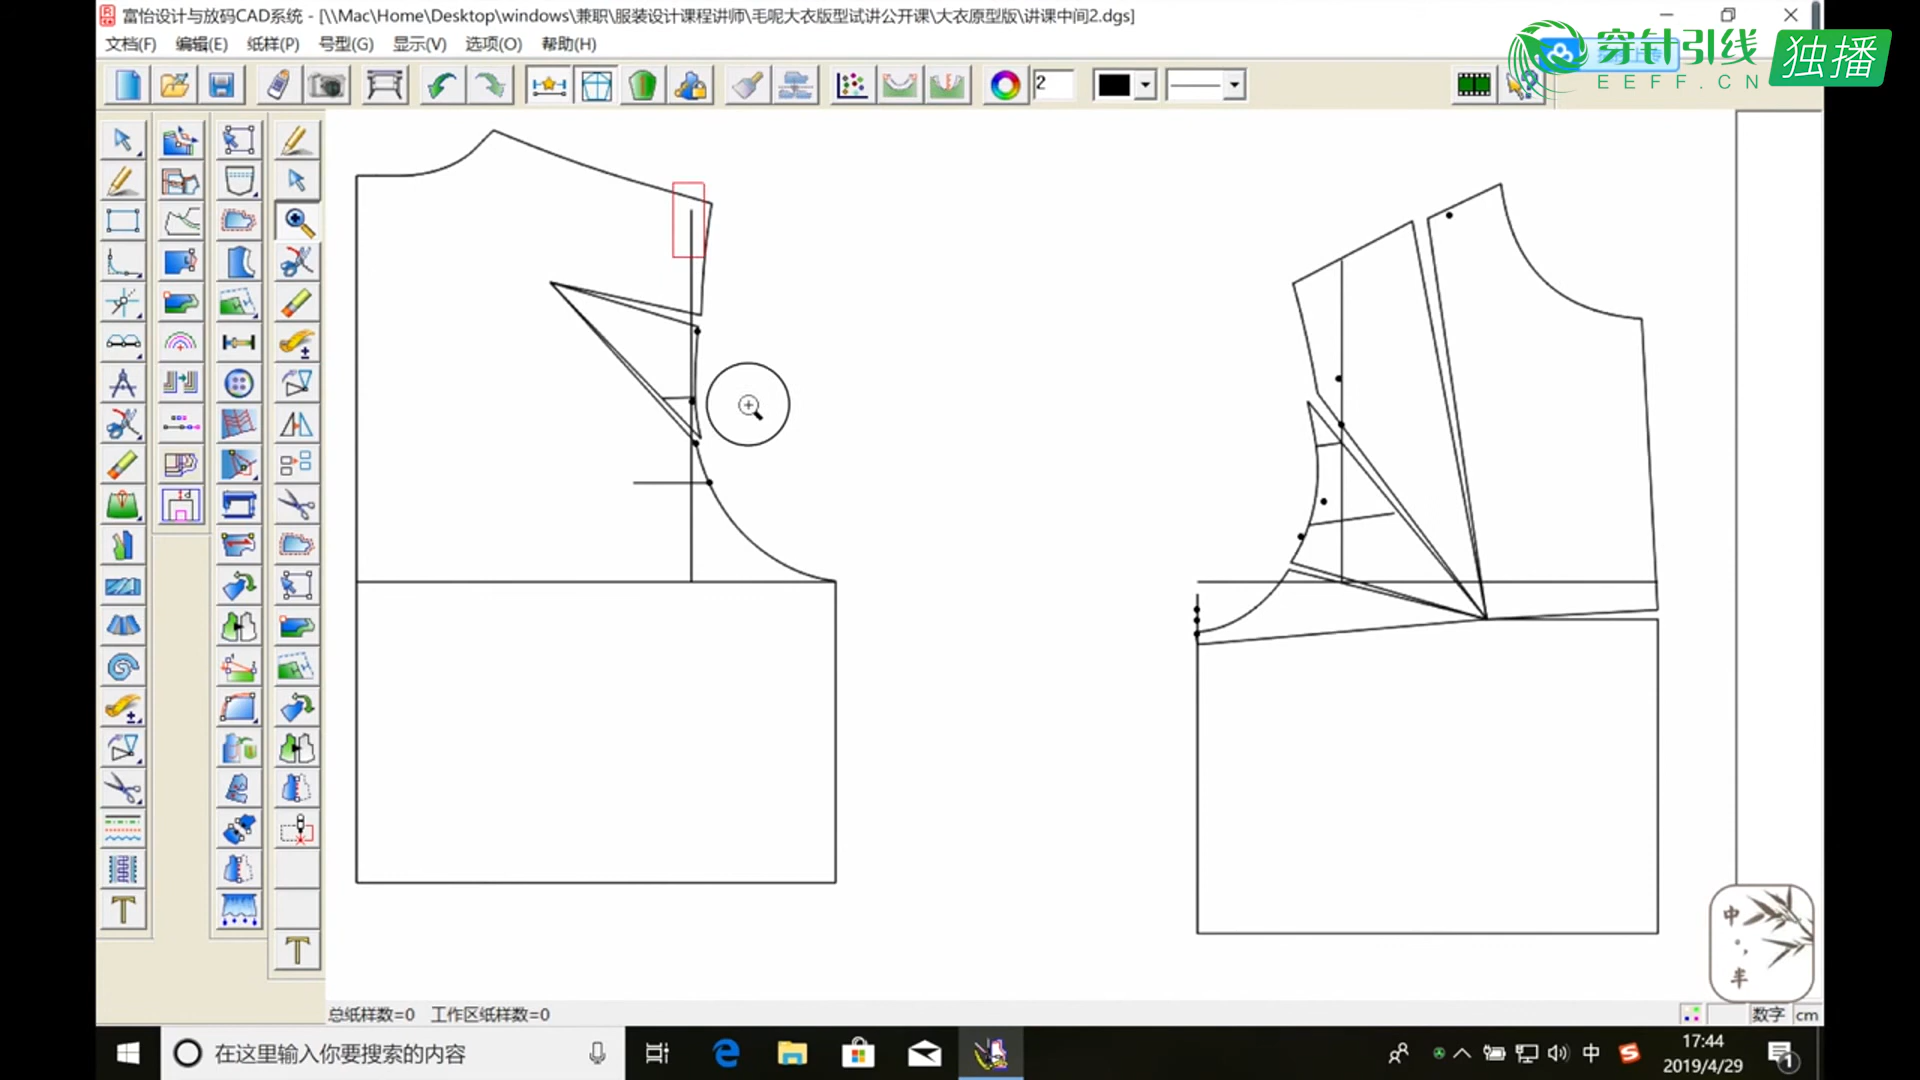 富怡设计与放码CAD系统 - [\\Mac\Home\Desktop\windows\兼职\服装设计课程讲师\毛呢大衣版型试讲公开课\大衣原型版\讲课中间2.dgs]
文档(F) 编辑(E) 纸样(P) 号型(G) 显示(V) 选项(O) 帮助(H)
穿针引线
EEFF.CN
独播
2
中
半
总纸样数=0 工作区纸样数=0
数字 cm
在这里输入你要搜索的内容
中
17:44
2019/4/29
1